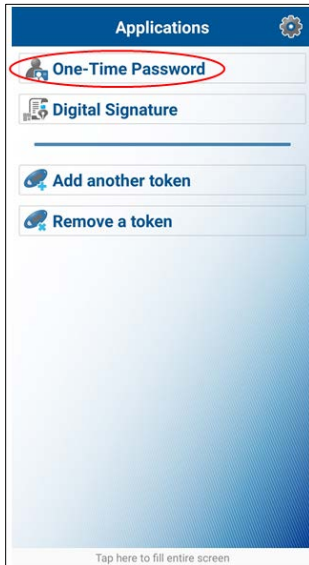 Applications
One-Time Password
Digital Signature
Add another token
Remove a token
Tap here to fill entire screen